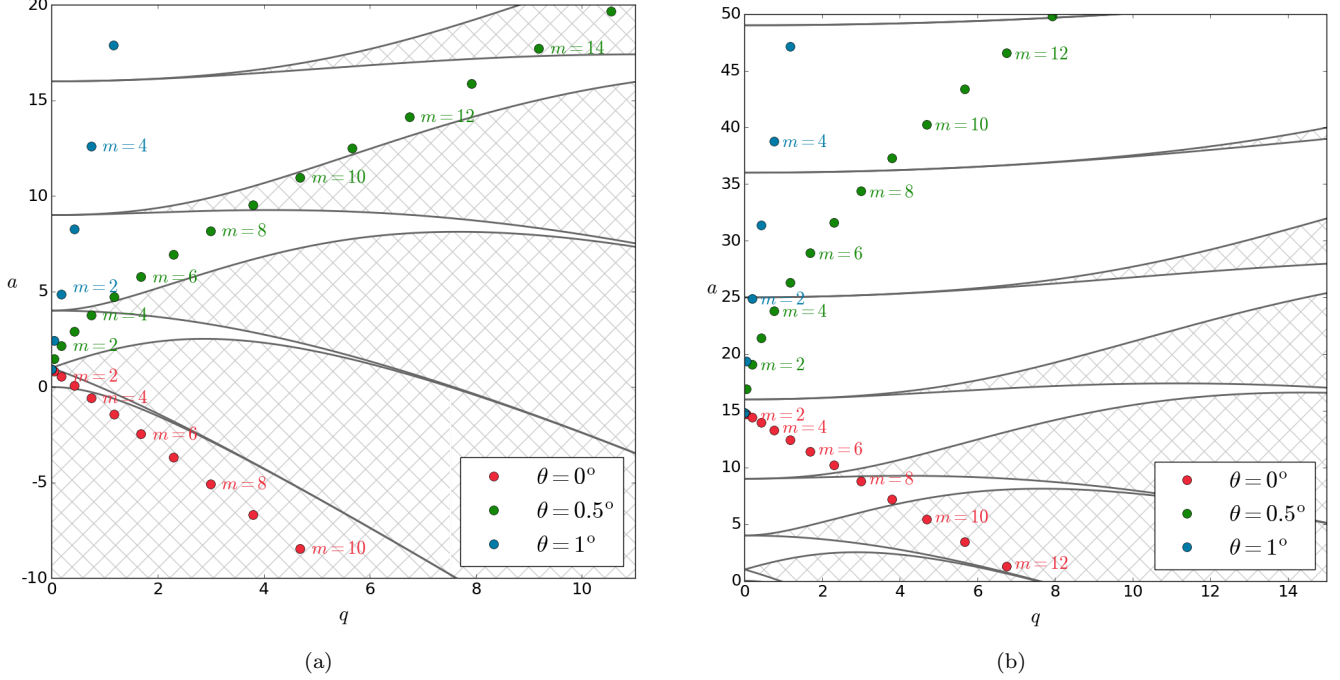 20
15
10
5
0
-5
-10
a
0
2
4
6
8
10
q
m = 2
m = 4
m = 2
m = 4
m = 6
m = 8
m = 10
m = 12
m = 14
m = 2
m = 4
m = 6
m = 8
m = 10
θ = 0°
θ = 0.5°
θ = 1°
(a)
50
45
40
35
30
25
20
15
10
5
0
a
0
2
4
6
8
10
12
14
q
m = 2
m = 4
m = 2
m = 4
m = 6
m = 8
m = 10
m = 12
m = 2
m = 4
m = 6
m = 8
m = 10
m = 12
θ = 0°
θ = 0.5°
θ = 1°
(b)